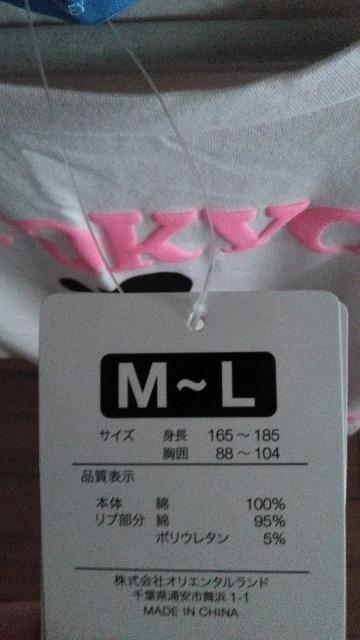 TOKYO
M~L
サイズ 身長 165～185
胸囲 88～104
品質表示
本体 綿 100%
リブ部分 綿 95%
ポリウレタン 5%
株式会社オリエンタルランド
千葉県浦安市舞浜1-1
MADE IN CHINA